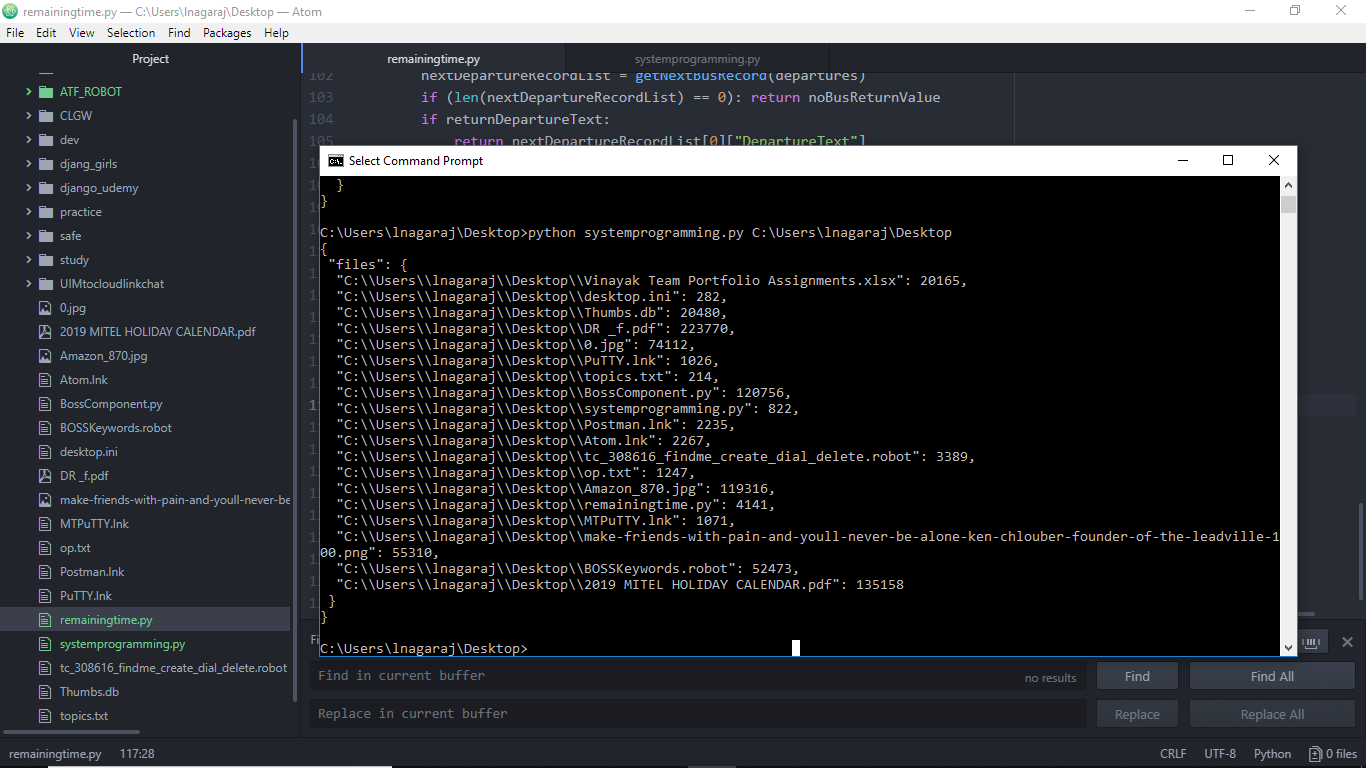 remainingtime.py — C:\Users\lnagaraj\Desktop — Atom
File Edit View Selection Find Packages Help
Project
remainingtime.py
systemprogramming.py
ATF_ROBOT
CLGW
dev
djang_girls
django_udemy
practice
safe
study
UIMtocloudlinkchat
0.jpg
2019 MITEL HOLIDAY CALENDAR.pdf
Amazon_870.jpg
Atom.lnk
BossComponent.py
BOSSKeywords.robot
desktop.ini
DR _f.pdf
make-friends-with-pain-and-youll-never-be
MTPuTTY.lnk
op.txt
Postman.lnk
PuTTY.lnk
remainingtime.py
systemprogramming.py
tc_308616_findme_create_dial_delete.robot
Thumbs.db
topics.txt
102 nextDepartureRecordList = getNextBusRecord(departures)
103 if (len(nextDepartureRecordList) == 0): return noBusReturnValue
104 if returnDepartureText:
105 return nextDepartureRecordList[0]["DepartureText"]
Select Command Prompt
}
}
C:\Users\lnagaraj\Desktop>python systemprogramming.py C:\Users\lnagaraj\Desktop
{
"files": {
"C:\\Users\\lnagaraj\\Desktop\\Vinayak Team Portfolio Assignments.xlsx": 20165,
"C:\\Users\\lnagaraj\\Desktop\\desktop.ini": 282,
"C:\\Users\\lnagaraj\\Desktop\\Thumbs.db": 20480,
"C:\\Users\\lnagaraj\\Desktop\\DR _f.pdf": 223770,
"C:\\Users\\lnagaraj\\Desktop\\0.jpg": 74112,
"C:\\Users\\lnagaraj\\Desktop\\PuTTY.lnk": 1026,
"C:\\Users\\lnagaraj\\Desktop\\topics.txt": 214,
"C:\\Users\\lnagaraj\\Desktop\\BossComponent.py": 120756,
"C:\\Users\\lnagaraj\\Desktop\\systemprogramming.py": 822,
"C:\\Users\\lnagaraj\\Desktop\\Postman.lnk": 2235,
"C:\\Users\\lnagaraj\\Desktop\\Atom.lnk": 2267,
"C:\\Users\\lnagaraj\\Desktop\\tc_308616_findme_create_dial_delete.robot": 3389,
"C:\\Users\\lnagaraj\\Desktop\\op.txt": 1247,
"C:\\Users\\lnagaraj\\Desktop\\Amazon_870.jpg": 119316,
"C:\\Users\\lnagaraj\\Desktop\\remainingtime.py": 4141,
"C:\\Users\\lnagaraj\\Desktop\\MTPuTTY.lnk": 1071,
"C:\\Users\\lnagaraj\\Desktop\\make-friends-with-pain-and-youll-never-be-alone-ken-chlouber-founder-of-the-leadville-1
00.png": 55310,
"C:\\Users\\lnagaraj\\Desktop\\BOSSKeywords.robot": 52473,
"C:\\Users\\lnagaraj\\Desktop\\2019 MITEL HOLIDAY CALENDAR.pdf": 135158
}
}
C:\Users\lnagaraj\Desktop>
Find in current buffer
no results
Find
Find All
Replace in current buffer
Replace
Replace All
remainingtime.py 117:28
CRLF UTF-8 Python 0 files